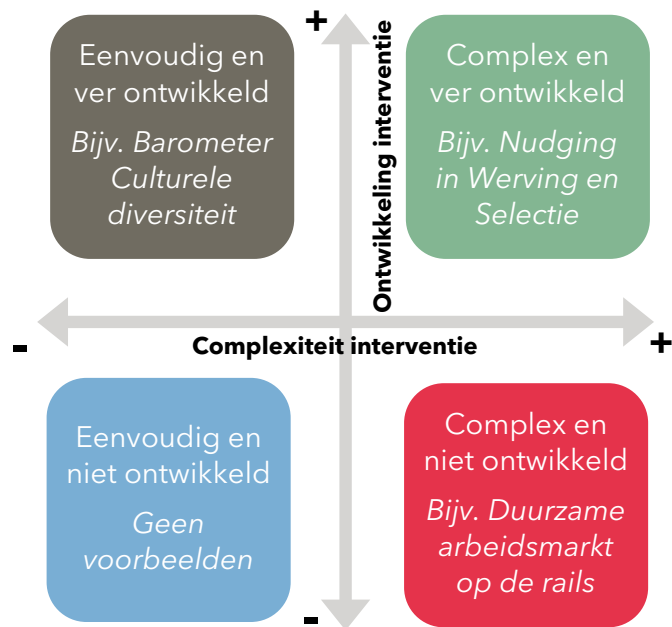 +
Eenvoudig en
ver ontwikkeld
Bijv. Barometer
Culturele
diversiteit
Ontwikkeling interventie
Complex en
ver ontwikkeld
Bijv. Nudging
in Werving en
Selectie
-
Complexiteit interventie
+
Eenvoudig en
niet ontwikkeld
Geen
voorbeelden
Complex en
niet ontwikkeld
Bijv. Duurzame
arbeidsmarkt
op de rails
-